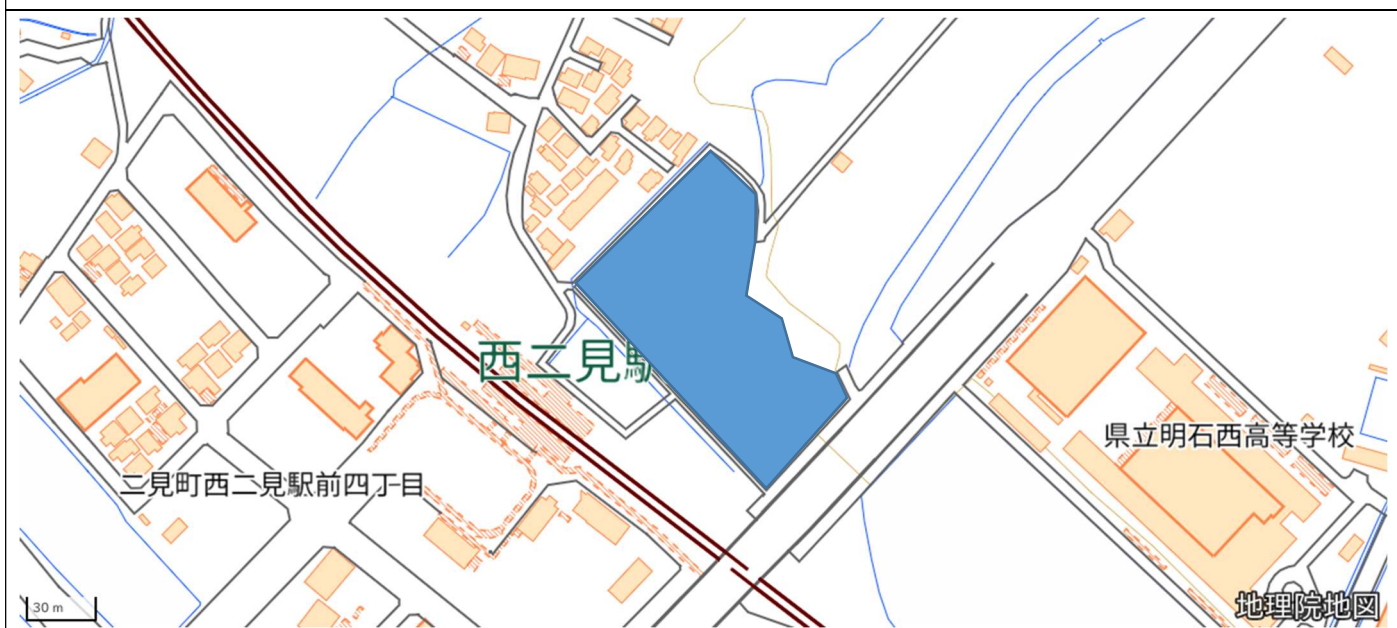 西二見駅
県立明石西高等学校
二見町西二見駅前四丁目
30 m
地理院地図